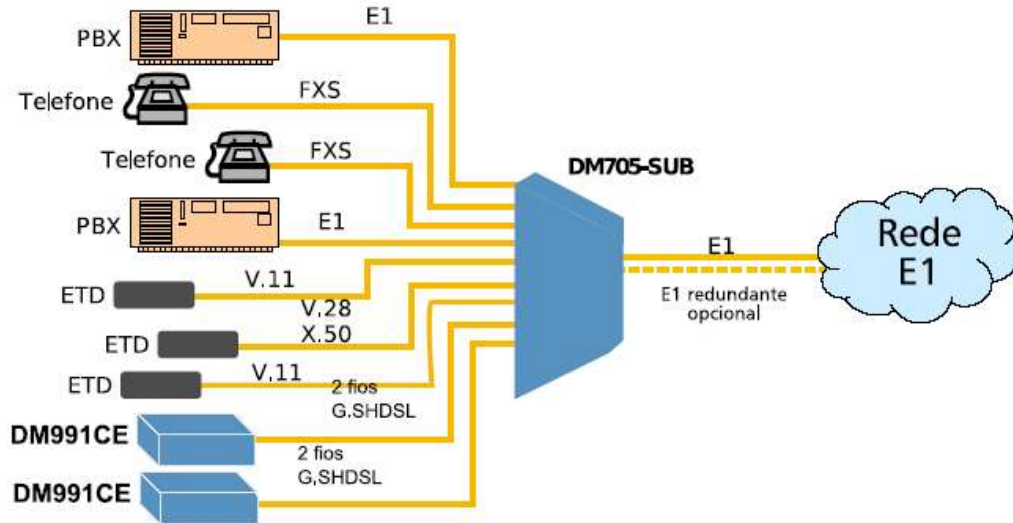 PBX
E1
Telefone
FXS
Telefone
FXS
DM705-SUB
PBX
E1
Rede
E1
E1
E1 redundante
opcional
ETD
V.11
V.28
X.50
ETD
ETD
V.11
2 fios
G.SHDSL
DM991CE
2 fios
G,SHDSL
DM991CE